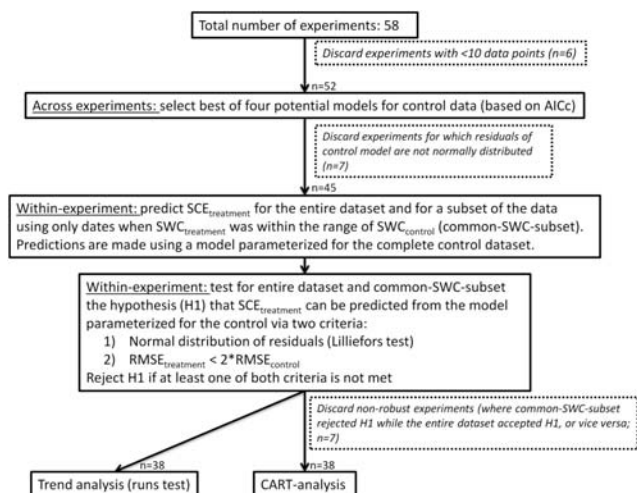 Total number of experiments: 58
Discard experiments with <10 data points (n=6)
n=52
Across experiments: select best of four potential models for control data (based on AICc)
Discard experiments for which residuals of
control model are not normally distributed
(n=7)
n=45
Within-experiment: predict SCEtreatment for the entire dataset and for a subset of the data
using only dates when SWCtreatment was within the range of SWCcontrol (common-SWC-subset).
Predictions are made using a model parameterized for the complete control dataset.
Within-experiment: test for entire dataset and common-SWC-subset
the hypothesis (H1) that SCEtreatment can be predicted from the model
parameterized for the control via two criteria:
1) Normal distribution of residuals (Lilliefors test)
2) RMSEtreatment < 2*RMSEcontrol
Reject H1 if at least one of both criteria is not met
Discard non-robust experiments (where common-SWC-subset
rejected H1 while the entire dataset accepted H1, or vice versa;
n=7)
n=38 n=38
Trend analysis (runs test) CART-analysis